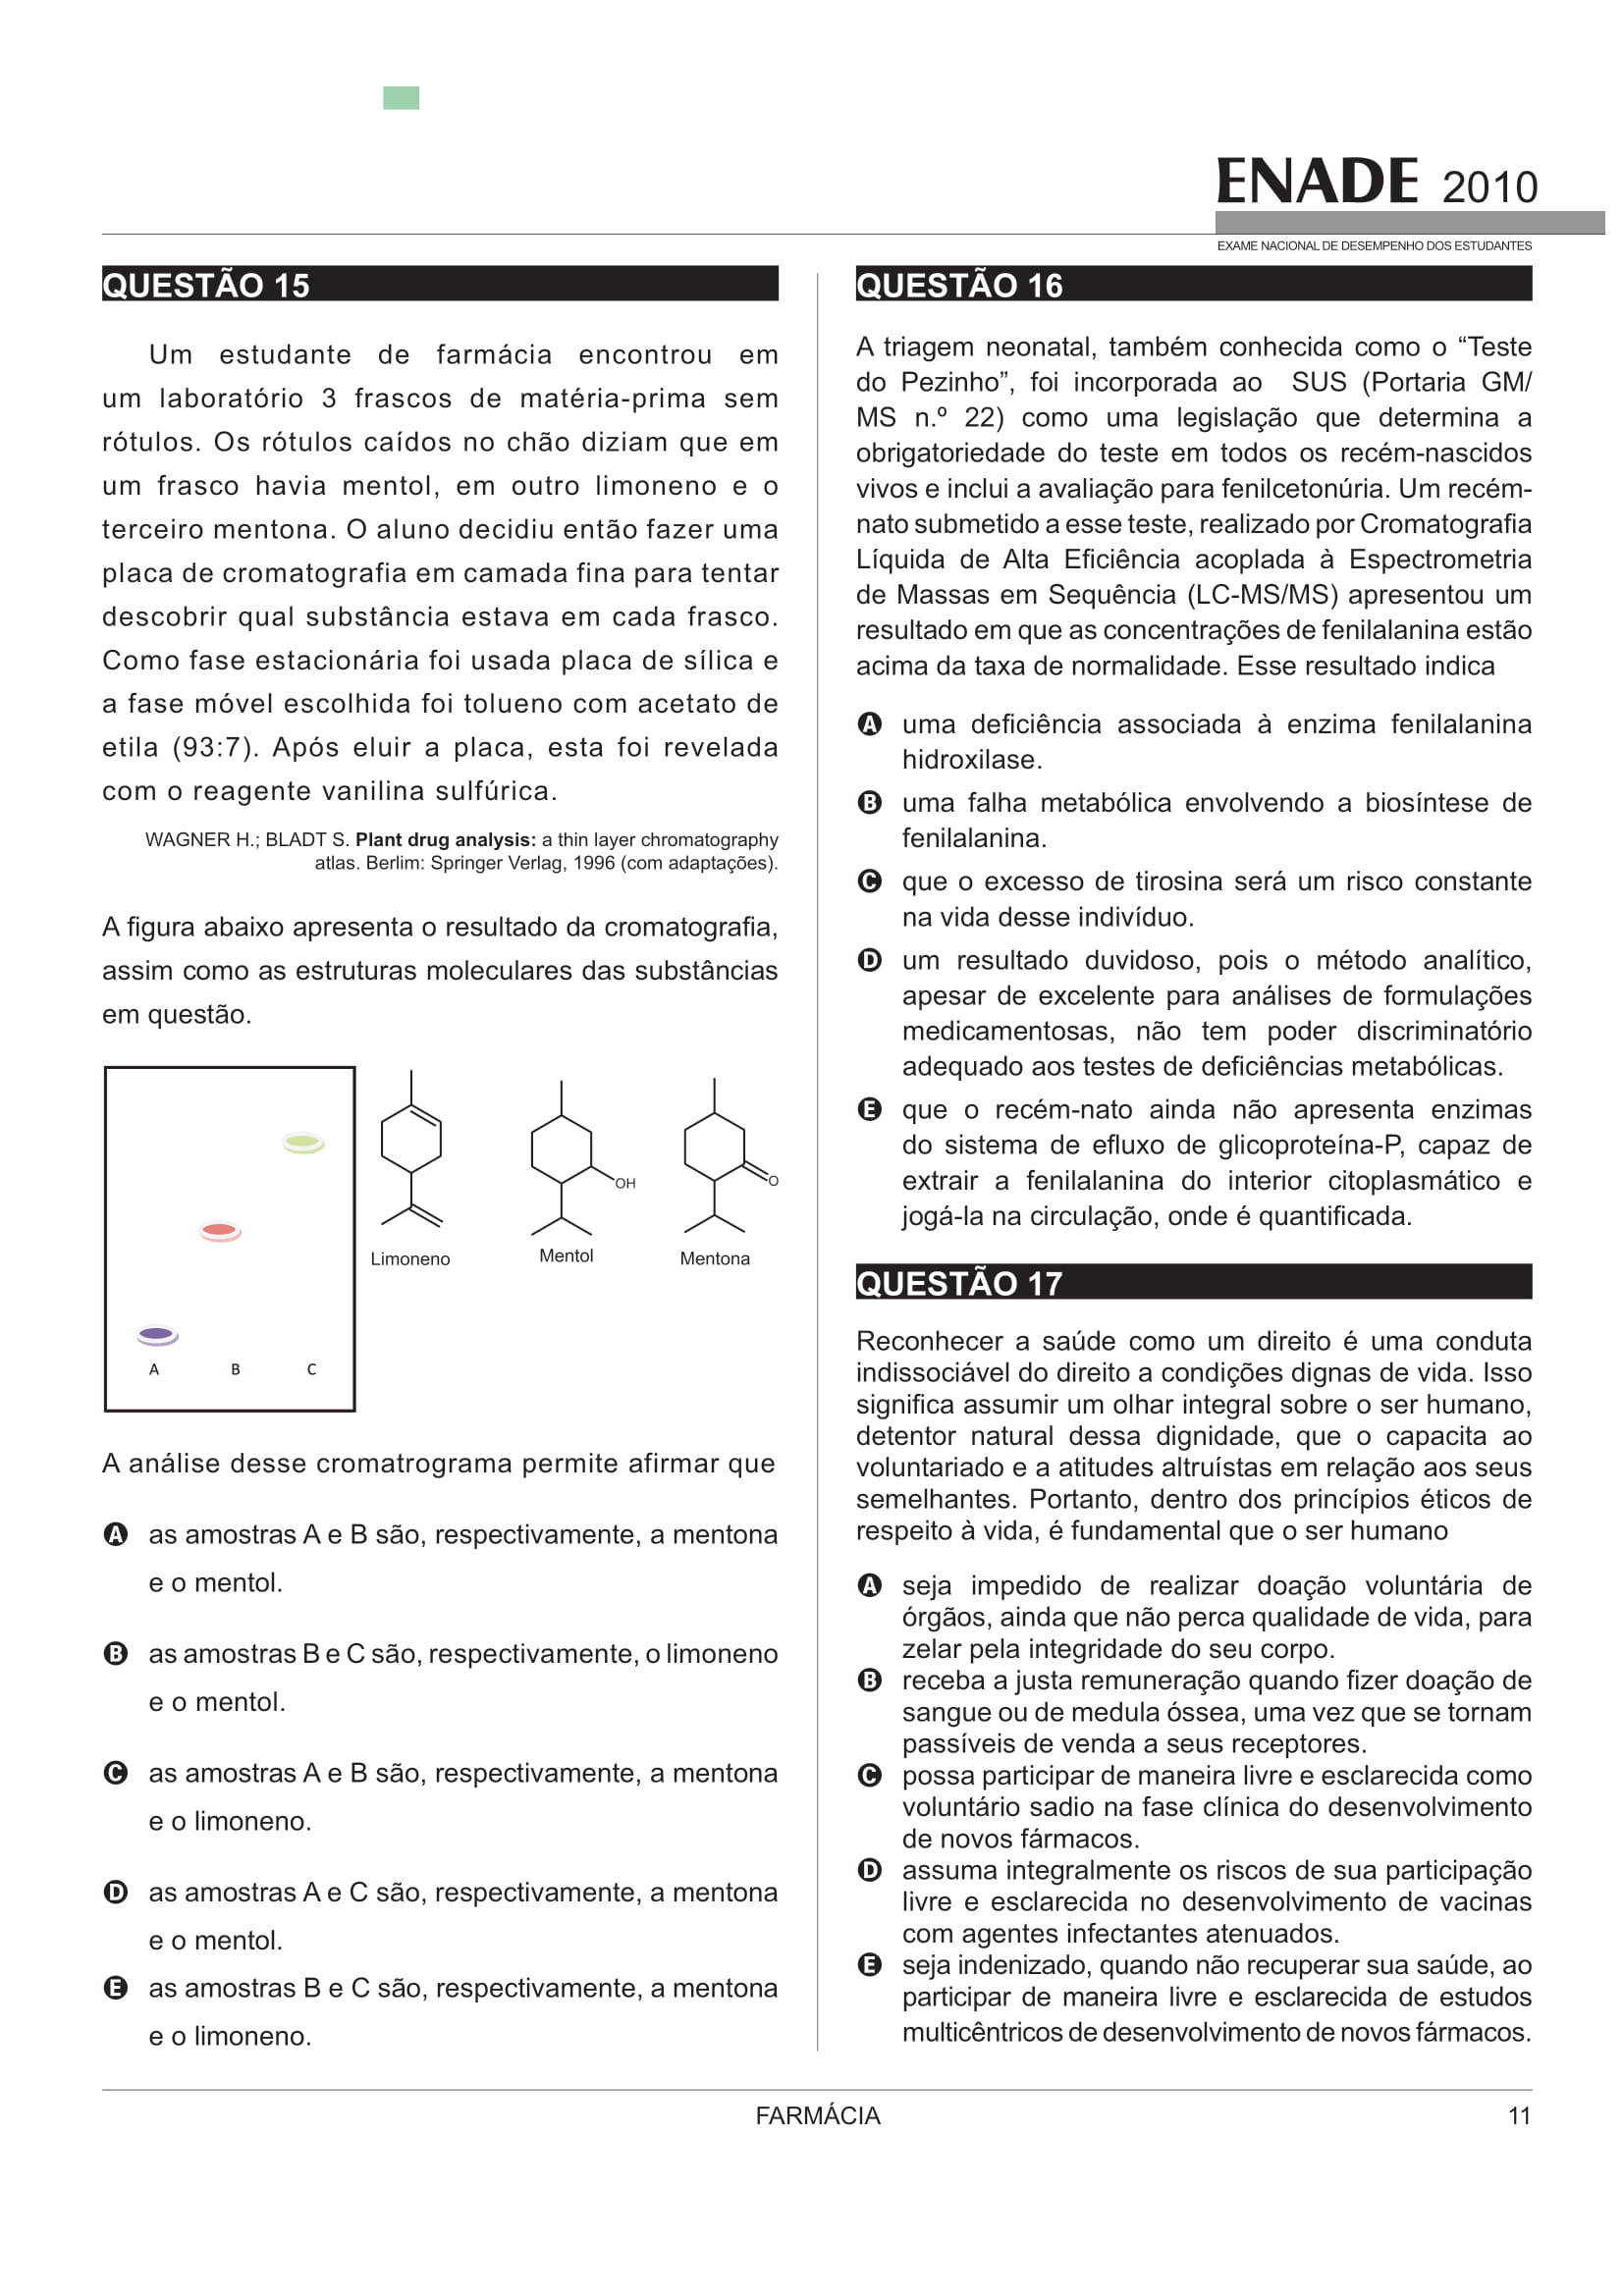 ENADE 2010
EXAME NACIONAL DE DESEMPENHO DOS ESTUDANTES
QUESTÃO 15
Um estudante de farmácia encontrou em
um laboratório 3 frascos de matéria-prima sem
rótulos. Os rótulos caídos no chão diziam que em
um frasco havia mentol, em outro limoneno e o
terceiro mentona. O aluno decidiu então fazer uma
placa de cromatografia em camada fina para tentar
descobrir qual substância estava em cada frasco.
Como fase estacionária foi usada placa de sílica e
a fase móvel escolhida foi tolueno com acetato de
etila (93:7). Após eluir a placa, esta foi revelada
com o reagente vanilina sulfúrica.
WAGNER H.; BLADT S. Plant drug analysis: a thin layer chromatography
atlas. Berlim: Springer Verlag, 1996 (com adaptações).
A figura abaixo apresenta o resultado da cromatografia,
assim como as estruturas moleculares das substâncias
em questão.
A B C
OH
O
Limoneno
Mentol
Mentona
A análise desse cromatrograma permite afirmar que
A as amostras A e B são, respectivamente, a mentona
e o mentol.
B as amostras B e C são, respectivamente, o limoneno
e o mentol.
C as amostras A e B são, respectivamente, a mentona
e o limoneno.
D as amostras A e C são, respectivamente, a mentona
e o mentol.
E as amostras B e C são, respectivamente, a mentona
e o limoneno.
QUESTÃO 16
A triagem neonatal, também conhecida como o “Teste
do Pezinho”, foi incorporada ao SUS (Portaria GM/
MS n.º 22) como uma legislação que determina a
obrigatoriedade do teste em todos os recém-nascidos
vivos e inclui a avaliação para fenilcetonúria. Um recém-
nato submetido a esse teste, realizado por Cromatografia
Líquida de Alta Eficiência acoplada à Espectrometria
de Massas em Sequência (LC-MS/MS) apresentou um
resultado em que as concentrações de fenilalanina estão
acima da taxa de normalidade. Esse resultado indica
A uma deficiência associada à enzima fenilalanina
hidroxilase.
B uma falha metabólica envolvendo a biosíntese de
fenilalanina.
C que o excesso de tirosina será um risco constante
na vida desse indivíduo.
D um resultado duvidoso, pois o método analítico,
apesar de excelente para análises de formulações
medicamentosas, não tem poder discriminatório
adequado aos testes de deficiências metabólicas.
E que o recém-nato ainda não apresenta enzimas
do sistema de efluxo de glicoproteína-P, capaz de
extrair a fenilalanina do interior citoplasmático e
jogá-la na circulação, onde é quantificada.
QUESTÃO 17
Reconhecer a saúde como um direito é uma conduta
indissociável do direito a condições dignas de vida. Isso
significa assumir um olhar integral sobre o ser humano,
detentor natural dessa dignidade, que o capacita ao
voluntariado e a atitudes altruístas em relação aos seus
semelhantes. Portanto, dentro dos princípios éticos de
respeito à vida, é fundamental que o ser humano
A seja impedido de realizar doação voluntária de
órgãos, ainda que não perca qualidade de vida, para
zelar pela integridade do seu corpo.
B receba a justa remuneração quando fizer doação de
sangue ou de medula óssea, uma vez que se tornam
passíveis de venda a seus receptores.
C possa participar de maneira livre e esclarecida como
voluntário sadio na fase clínica do desenvolvimento
de novos fármacos.
D assuma integralmente os riscos de sua participação
livre e esclarecida no desenvolvimento de vacinas
com agentes infectantes atenuados.
E seja indenizado, quando não recuperar sua saúde, ao
participar de maneira livre e esclarecida de estudos
multicêntricos de desenvolvimento de novos fármacos.
FARMÁCIA
11